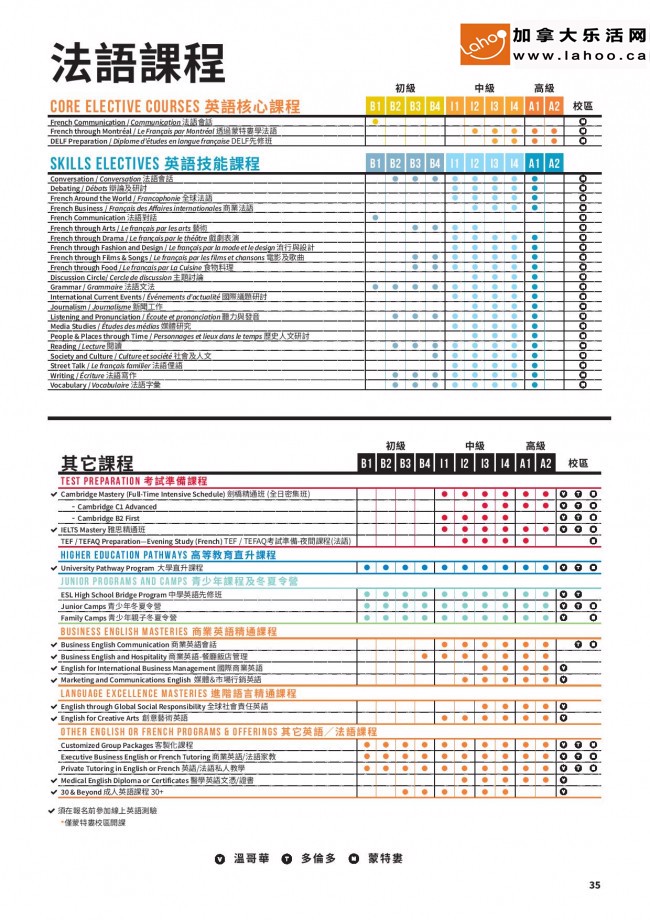 Lahoo 加拿大乐活网
www.lahoo.ca
法語課程
初級 中級 高級
CORE ELECTIVE COURSES 英語核心課程 B1 B2 B3 B4 I1 I2 I3 I4 A1 A2 校區
French Communication / Communication 法語會話 M
French through Montréal / Le Français par Montréal 透過蒙特婁學法語 M
DELF Preparation / Diplome d'études en langue française DELF先修班 M
SKILLS ELECTIVES 英語技能課程 B1 B2 B3 B4 I1 I2 I3 I4 A1 A2
Conversation / Conversation 法語會話 M
Debating / Débats 辯論及研討 M
French Around the World / Francophonie 全球法語 M
French Business / Français des Affaires internationales 商業法語 M
French Communication 法語對話 M
French through Arts / Le français par les arts 藝術 M
French through Drama / Le français par le théâtre 戲劇表演 M
French through Fashion and Design / Le français par la mode et le design 流行與設計 M
French through Films & Songs / Le français par les films et chansons 電影及歌曲 M
French through Food / Le francais par La Cuisine 食物料理 M
Discussion Circle/ Cercle de discussion 主題討論 M
Grammar / Grammaire 法語文法 M
International Current Events / Événements d'actualité 國際議題研討 M
Journalism / Journalisme 新聞工作 M
Listening and Pronunciation / Écoute et prononciation 聽力與發音 M
Media Studies / Études des médias 媒體研究 M
People & Places through Time / Personnages et lieux dans le temps 歷史人文研討 M
Reading / Lecture 閱讀 M
Society and Culture / Culture et société 社會及人文 M
Street Talk / Le français familier 法語俚語 M
Writing / Écriture 法語寫作 M
Vocabulary / Vocabulaire 法語字彙 M
初級 中級 高級
其它課程 B1 B2 B3 B4 I1 I2 I3 I4 A1 A2 校區
TEST PREPARATION 考試準備課程
✔ Cambridge Mastery (Full-Time Intensive Schedule) 劍橋精通班 (全日密集班) V T M
- Cambridge C1 Advanced V T M
- Cambridge B2 First V T M
✔ IELTS Mastery 雅思精通班 V T M
TEF / TEFAQ Preparation—Evening Study (French) TEF / TEFAQ考試準備-夜間課程(法語) M
HIGHER EDUCATION PATHWAYS 高等教育直升課程
✔ University Pathway Program 大學直升課程 V T M
JUNIOR PROGRAMS AND CAMPS 青少年課程及冬夏令營
ESL High School Bridge Program 中學英語先修班 V T
Junior Camps 青少年冬夏令營 V T M
Family Camps 青少年親子冬夏令營 V M
BUSINESS ENGLISH MASTERIES 商業英語精通課程
✔ Business English Communication 商業英語會話 T M
✔ Business English and Hospitality 商業英語-餐廳飯店管理
✔ English for International Business Management 國際商業英語 V
✔ Marketing and Communications English 媒體&市場行銷英語 V
LANGUAGE EXCELLENCE MASTERIES 進階語言精通課程
✔ English through Global Social Responsibility 全球社會責任英語 V
✔ English for Creative Arts 創意藝術英語 V
OTHER ENGLISH OR FRENCH PROGRAMS & OFFERINGS 其它英語／法語課程
Customized Group Packages 客製化課程 V T M
Executive Business English or French Tutoring 商業英語/法語家教 V T M
Private Tutoring in English or French 英語/法語私人教學 V T M
✔ Medical English Diploma or Certificates 醫學英語文憑/證書 V
✔ 30 & Beyond 成人英語課程 30+ V
✔ 須在報名前參加線上英語測驗
*僅蒙特婁校區開課
V 溫哥華 T 多倫多 M 蒙特婁
35